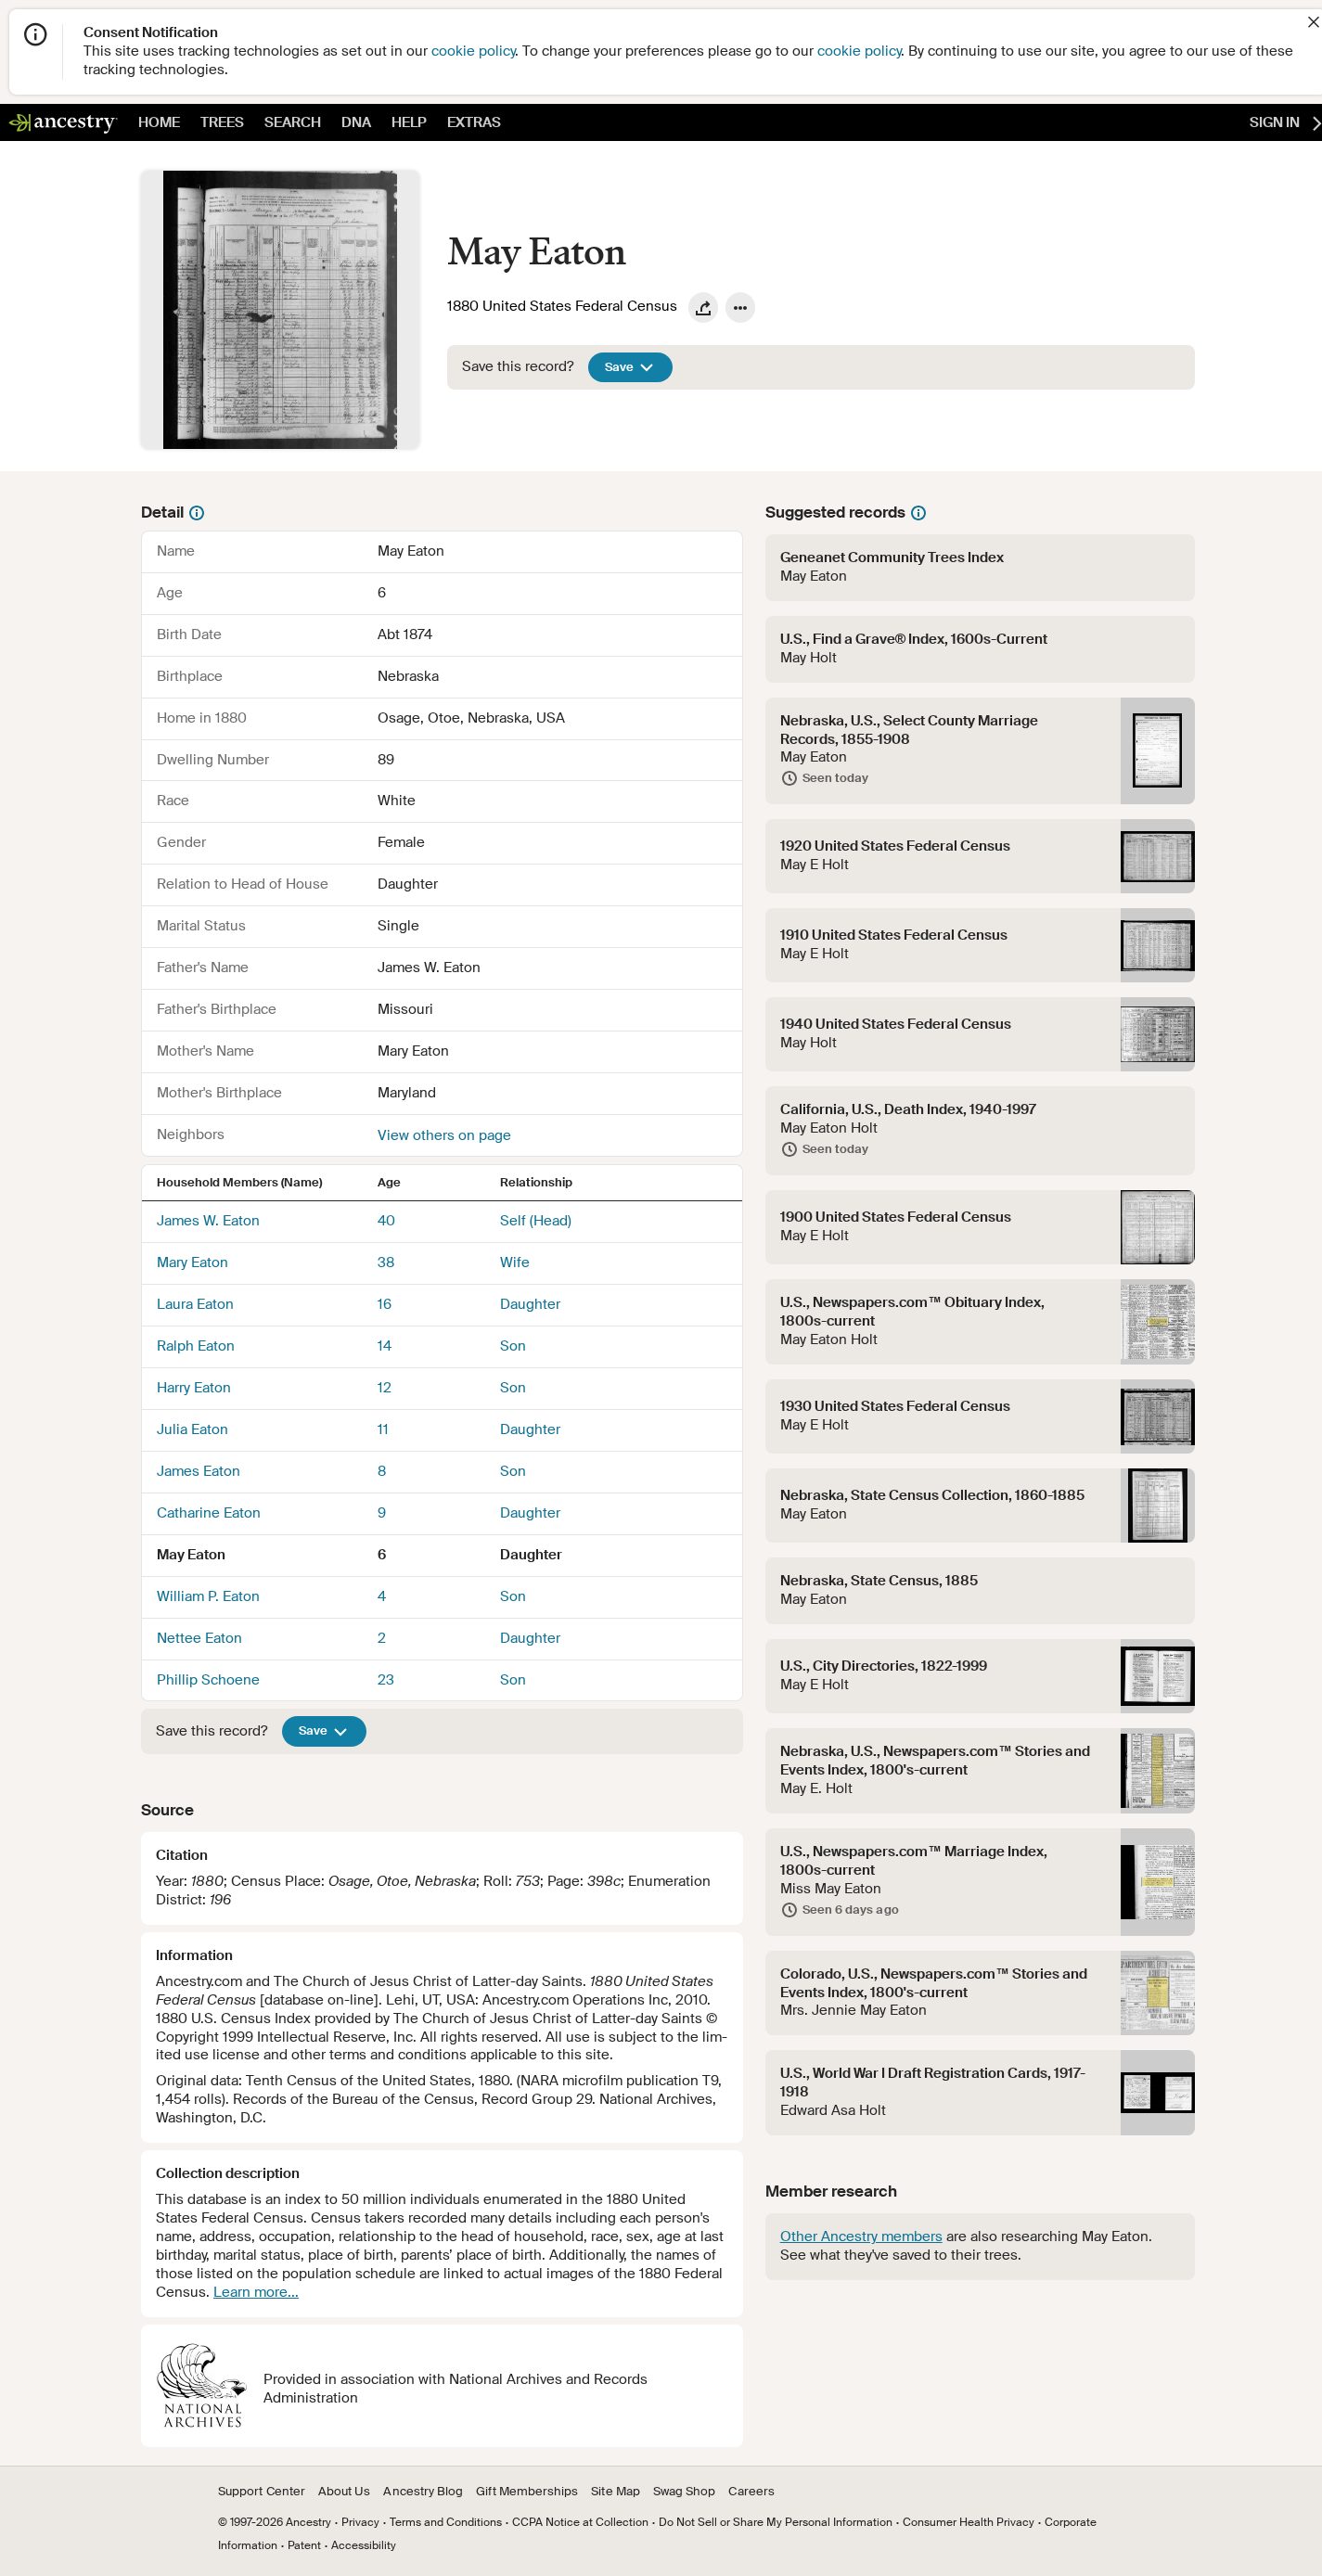 Consent Notification
This site uses tracking technologies as set out in our cookie policy. To change your preferences please go to our cookie policy. By continuing to use our site, you agree to our use of these
tracking technologies.
ancestry HOME TREES SEARCH DNA HELP EXTRAS SIGN IN
May Eaton
1880 United States Federal Census
Save this record? Save
Detail
Name May Eaton
Age 6
Birth Date Abt 1874
Birthplace Nebraska
Home in 1880 Osage, Otoe, Nebraska, USA
Dwelling Number 89
Race White
Gender Female
Relation to Head of House Daughter
Marital Status Single
Father's Name James W. Eaton
Father's Birthplace Missouri
Mother's Name Mary Eaton
Mother's Birthplace Maryland
Neighbors View others on page
Household Members (Name) Age Relationship
James W. Eaton 40 Self (Head)
Mary Eaton 38 Wife
Laura Eaton 16 Daughter
Ralph Eaton 14 Son
Harry Eaton 12 Son
Julia Eaton 11 Daughter
James Eaton 8 Son
Catharine Eaton 9 Daughter
May Eaton 6 Daughter
William P. Eaton 4 Son
Nettee Eaton 2 Daughter
Phillip Schoene 23 Son
Save this record? Save
Source
Citation
Year: 1880; Census Place: Osage, Otoe, Nebraska; Roll: 753; Page: 398c; Enumeration
District: 196
Information
Ancestry.com and The Church of Jesus Christ of Latter-day Saints. 1880 United States
Federal Census [database on-line]. Lehi, UT, USA: Ancestry.com Operations Inc, 2010.
1880 U.S. Census Index provided by The Church of Jesus Christ of Latter-day Saints ©
Copyright 1999 Intellectual Reserve, Inc. All rights reserved. All use is subject to the lim-
ited use license and other terms and conditions applicable to this site.
Original data: Tenth Census of the United States, 1880. (NARA microfilm publication T9,
1,454 rolls). Records of the Bureau of the Census, Record Group 29. National Archives,
Washington, D.C.
Collection description
This database is an index to 50 million individuals enumerated in the 1880 United
States Federal Census. Census takers recorded many details including each person's
name, address, occupation, relationship to the head of household, race, sex, age at last
birthday, marital status, place of birth, parents’ place of birth. Additionally, the names of
those listed on the population schedule are linked to actual images of the 1880 Federal
Census. Learn more...
NATIONAL
ARCHIVES
Provided in association with National Archives and Records
Administration
Suggested records
Geneanet Community Trees Index
May Eaton
U.S., Find a Grave® Index, 1600s-Current
May Holt
Nebraska, U.S., Select County Marriage
Records, 1855-1908
May Eaton
Seen today
1920 United States Federal Census
May E Holt
1910 United States Federal Census
May E Holt
1940 United States Federal Census
May Holt
California, U.S., Death Index, 1940-1997
May Eaton Holt
Seen today
1900 United States Federal Census
May E Holt
U.S., Newspapers.com™ Obituary Index,
1800s-current
May Eaton Holt
1930 United States Federal Census
May E Holt
Nebraska, State Census Collection, 1860-1885
May Eaton
Nebraska, State Census, 1885
May Eaton
U.S., City Directories, 1822-1999
May E Holt
Nebraska, U.S., Newspapers.com™ Stories and
Events Index, 1800's-current
May E. Holt
U.S., Newspapers.com™ Marriage Index,
1800s-current
Miss May Eaton
Seen 6 days ago
Colorado, U.S., Newspapers.com™ Stories and
Events Index, 1800's-current
Mrs. Jennie May Eaton
U.S., World War I Draft Registration Cards, 1917-
1918
Edward Asa Holt
Member research
Other Ancestry members are also researching May Eaton.
See what they've saved to their trees.
Support Center About Us Ancestry Blog Gift Memberships Site Map Swag Shop Careers
© 1997-2026 Ancestry • Privacy • Terms and Conditions • CCPA Notice at Collection • Do Not Sell or Share My Personal Information • Consumer Health Privacy • Corporate
Information • Patent • Accessibility